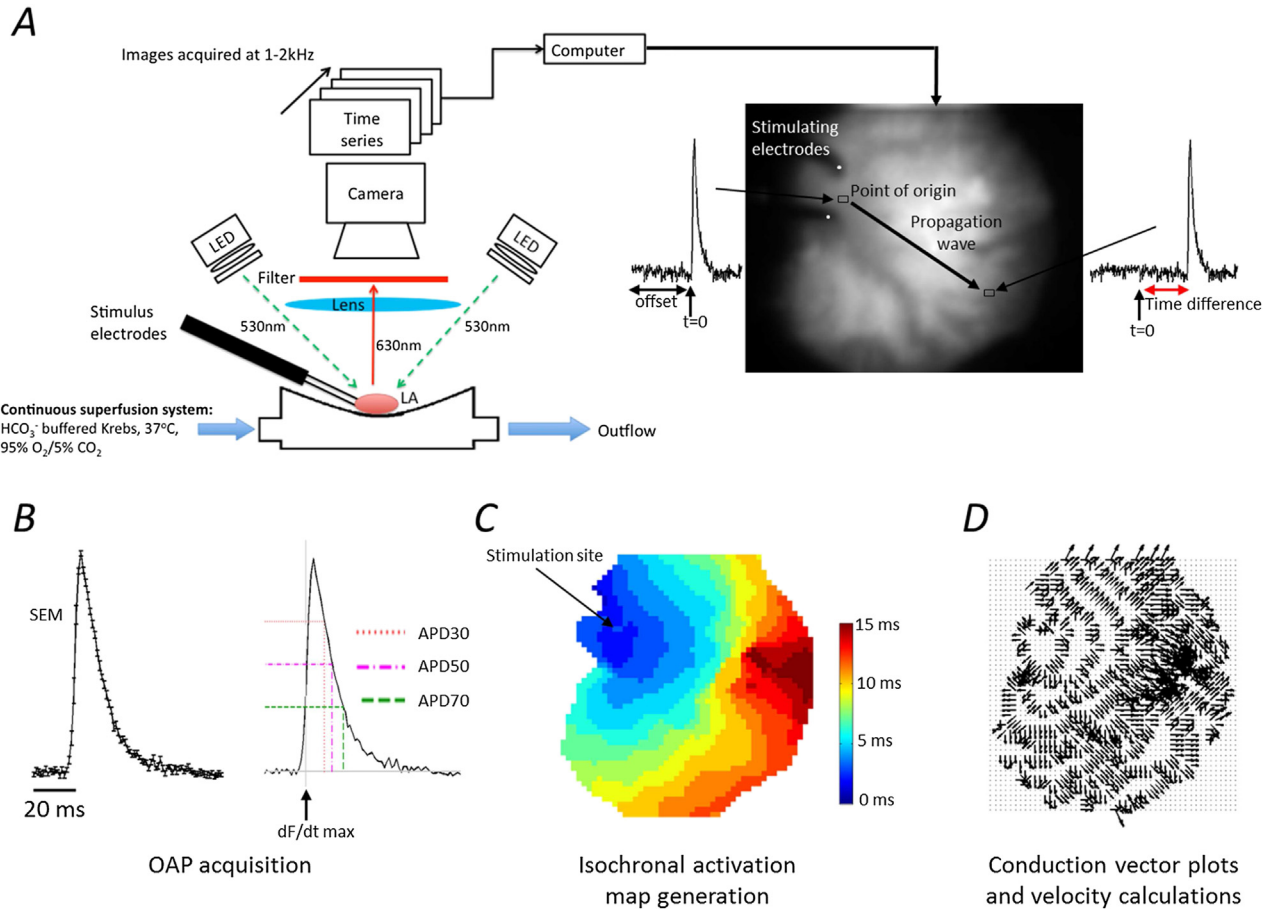 A
Images acquired at 1-2kHz
Computer
Time
series
Camera
LED
LED
Filter
Lens
Stimulus
electrodes
530nm
630nm
530nm
LA
Continuous superfusion system:
HCO₃⁻ buffered Krebs, 37ºC,
95% O₂/5% CO₂
Outflow
Stimulating
electrodes
Point of origin
Propagation
wave
offset
t=0
Time difference
t=0
B
SEM
20 ms
APD30
APD50
APD70
dF/dt max
OAP acquisition
C
Stimulation site
15 ms
10 ms
5 ms
0 ms
Isochronal activation
map generation
D
Conduction vector plots
and velocity calculations